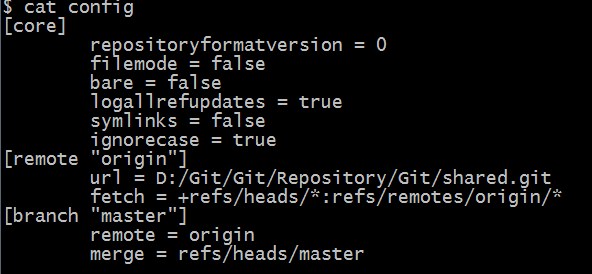 $ cat config
[core]
        repositoryformatversion = 0
        filemode = false
        bare = false
        logallrefupdates = true
        symlinks = false
        ignorecase = true
[remote "origin"]
        url = D:/Git/Git/Repository/Git/shared.git
        fetch = +refs/heads/*:refs/remotes/origin/*
[branch "master"]
        remote = origin
        merge = refs/heads/master